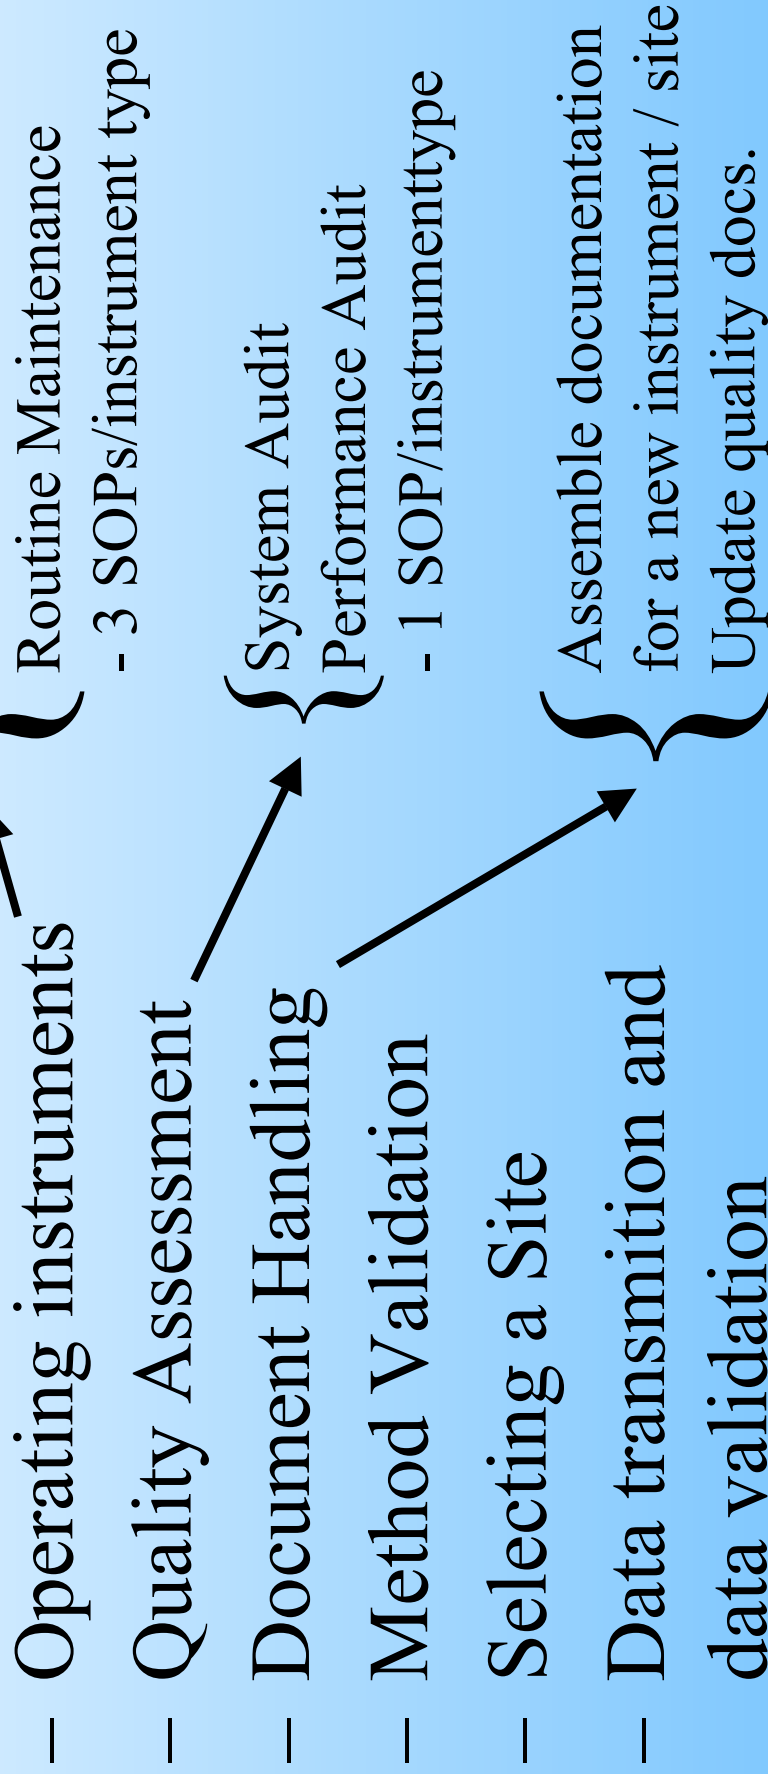 – Operating instruments
– Quality Assessment
– Document Handling
– Method Validation
– Selecting a Site
– Data transmition and
data validation
Routine Maintenance
- 3 SOPs/instrument type
System Audit
Performance Audit
- 1 SOP/instrumenttype
Assemble documentation
for a new instrument / site
Update quality docs.